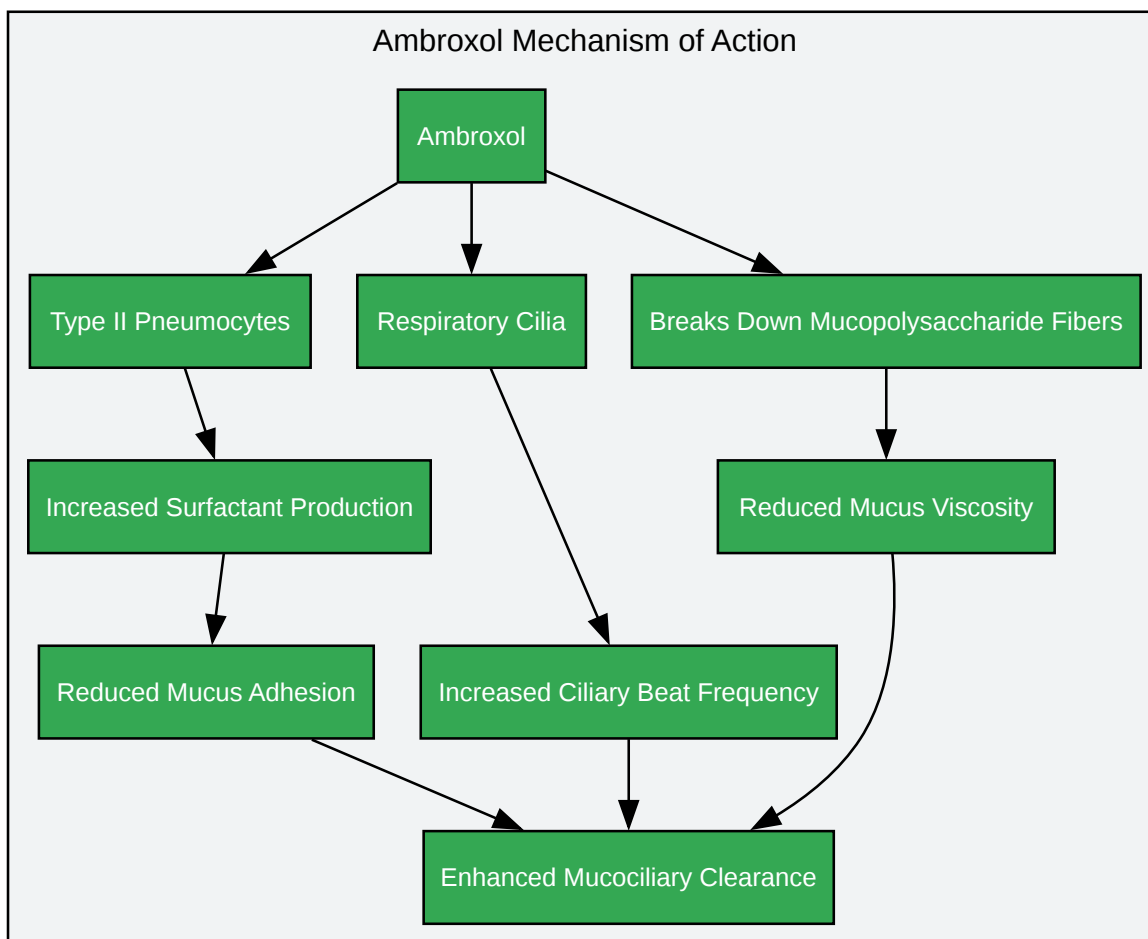 Ambroxol Mechanism of Action
Ambroxol
Type II Pneumocytes
Respiratory Cilia
Breaks Down Mucopolysaccharide Fibers
Increased Surfactant Production
Reduced Mucus Viscosity
Reduced Mucus Adhesion
Increased Ciliary Beat Frequency
Enhanced Mucociliary Clearance